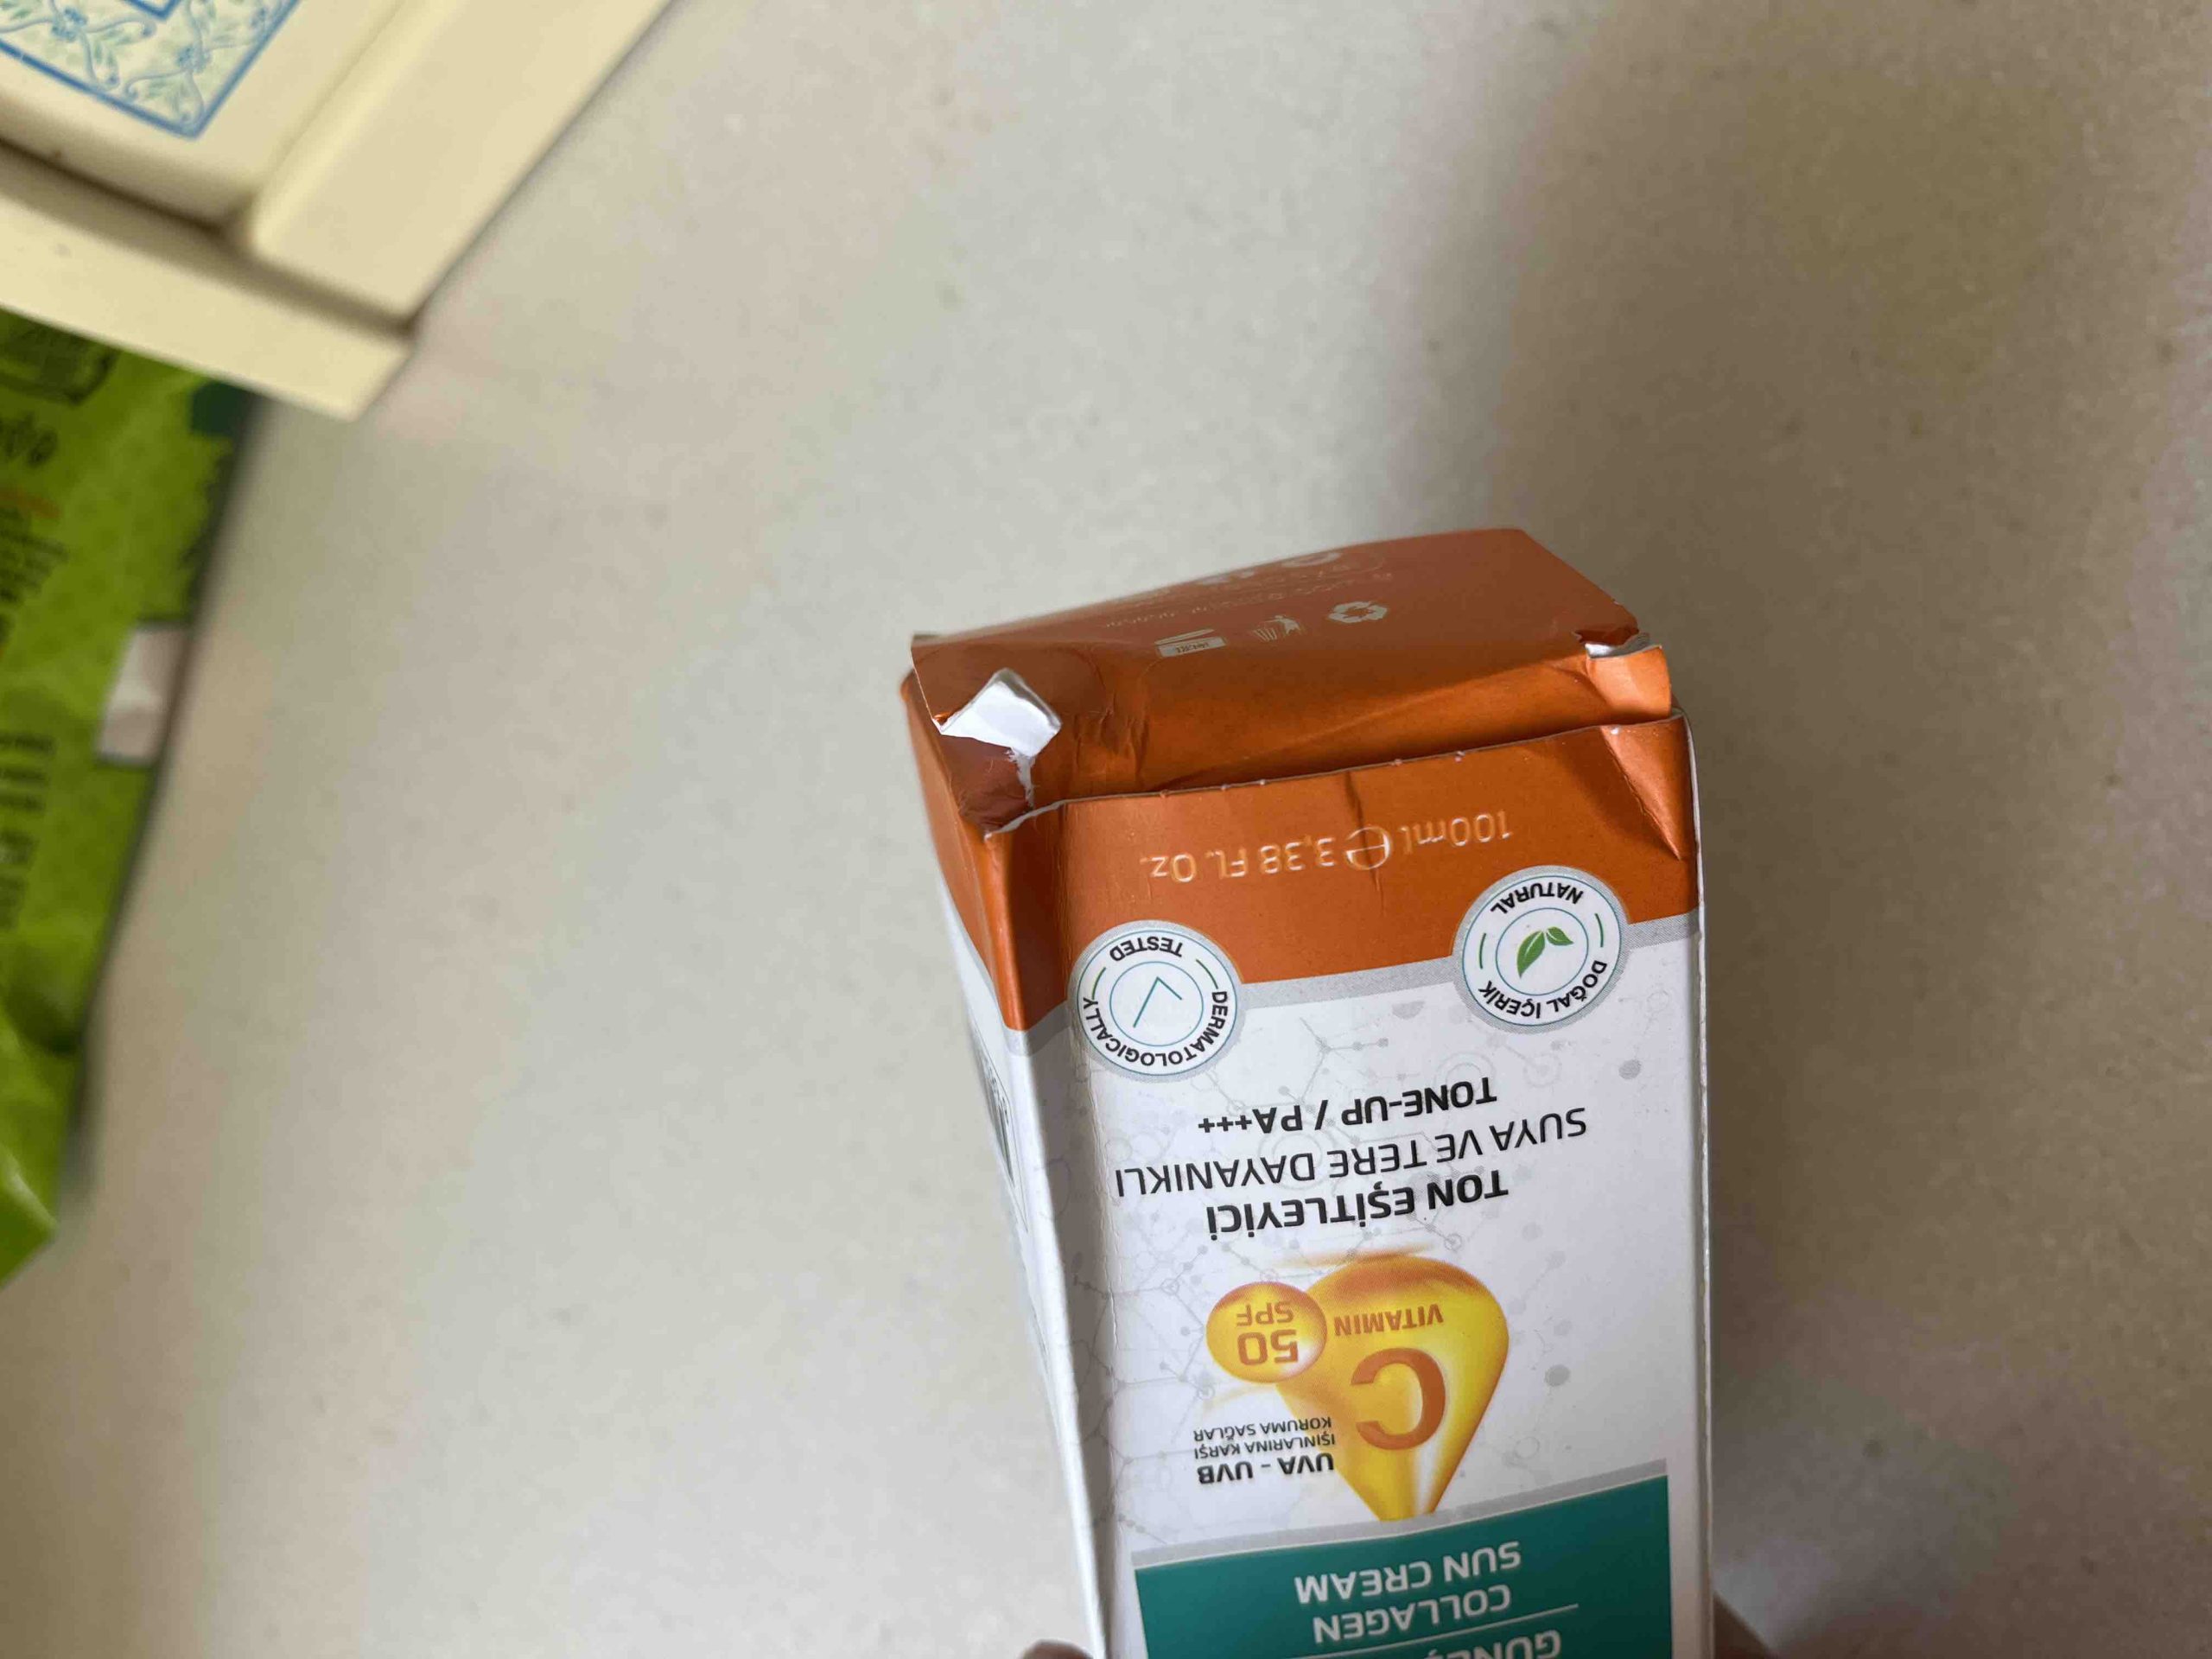 COLLAGEN
SUN CREAM
UVA - UVB
IŞINLARINA KARŞI
KORUMA SAĞLAR
C
VITAMIN
50
SPF
TON EŞİTLEYİCİ
SUYA VE TERE DAYANIKLI
TONE-UP / PA+++
DOĞAL İÇERİK
NATURAL
DERMATOLOGICALLY
TESTED
100ml ℮ 3,38 FL. Oz.